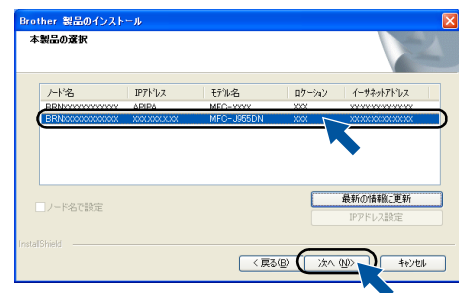 Brother 製品のインストール
本製品の選択
ノード名 IPアドレス モデル名 ロケーション イーサネットアドレス
BRNxxxxxxxxxxxx APIPA MFC-xxxx XXX xx:xx:xx:xx:xx:xx
BRNxxxxxxxxxxxx xxx.xxx.x.xx MFC-J955DN XXX xx:xx:xx:xx:xx:xx
最新の情報に更新
ノード名で設定
IPアドレス設定
InstallShield
< 戻る(B) 次へ (N)> キャンセル